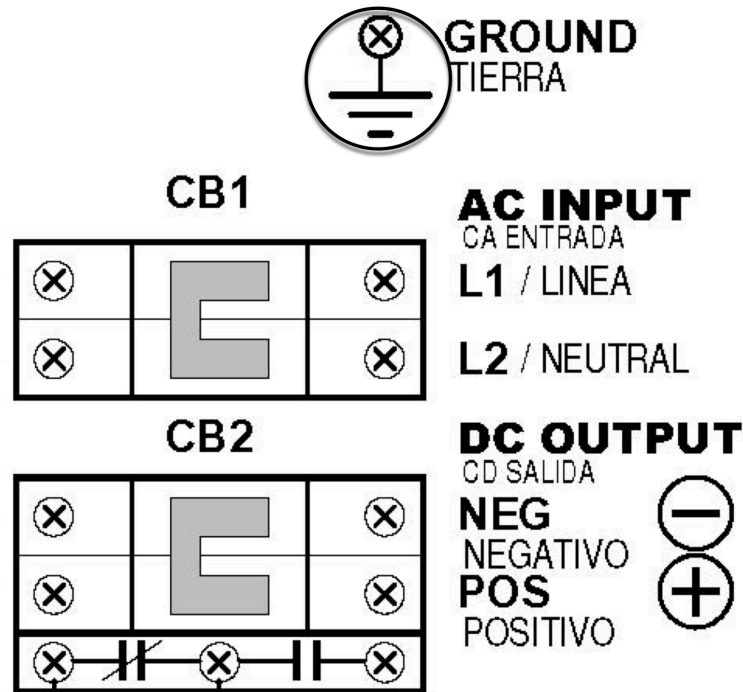 GROUND
TIERRA
CB1
AC INPUT
CA ENTRADA
L1 / LINEA
L2 / NEUTRAL
CB2
DC OUTPUT
CD SALIDA
NEG
NEGATIVO
POS
POSITIVO